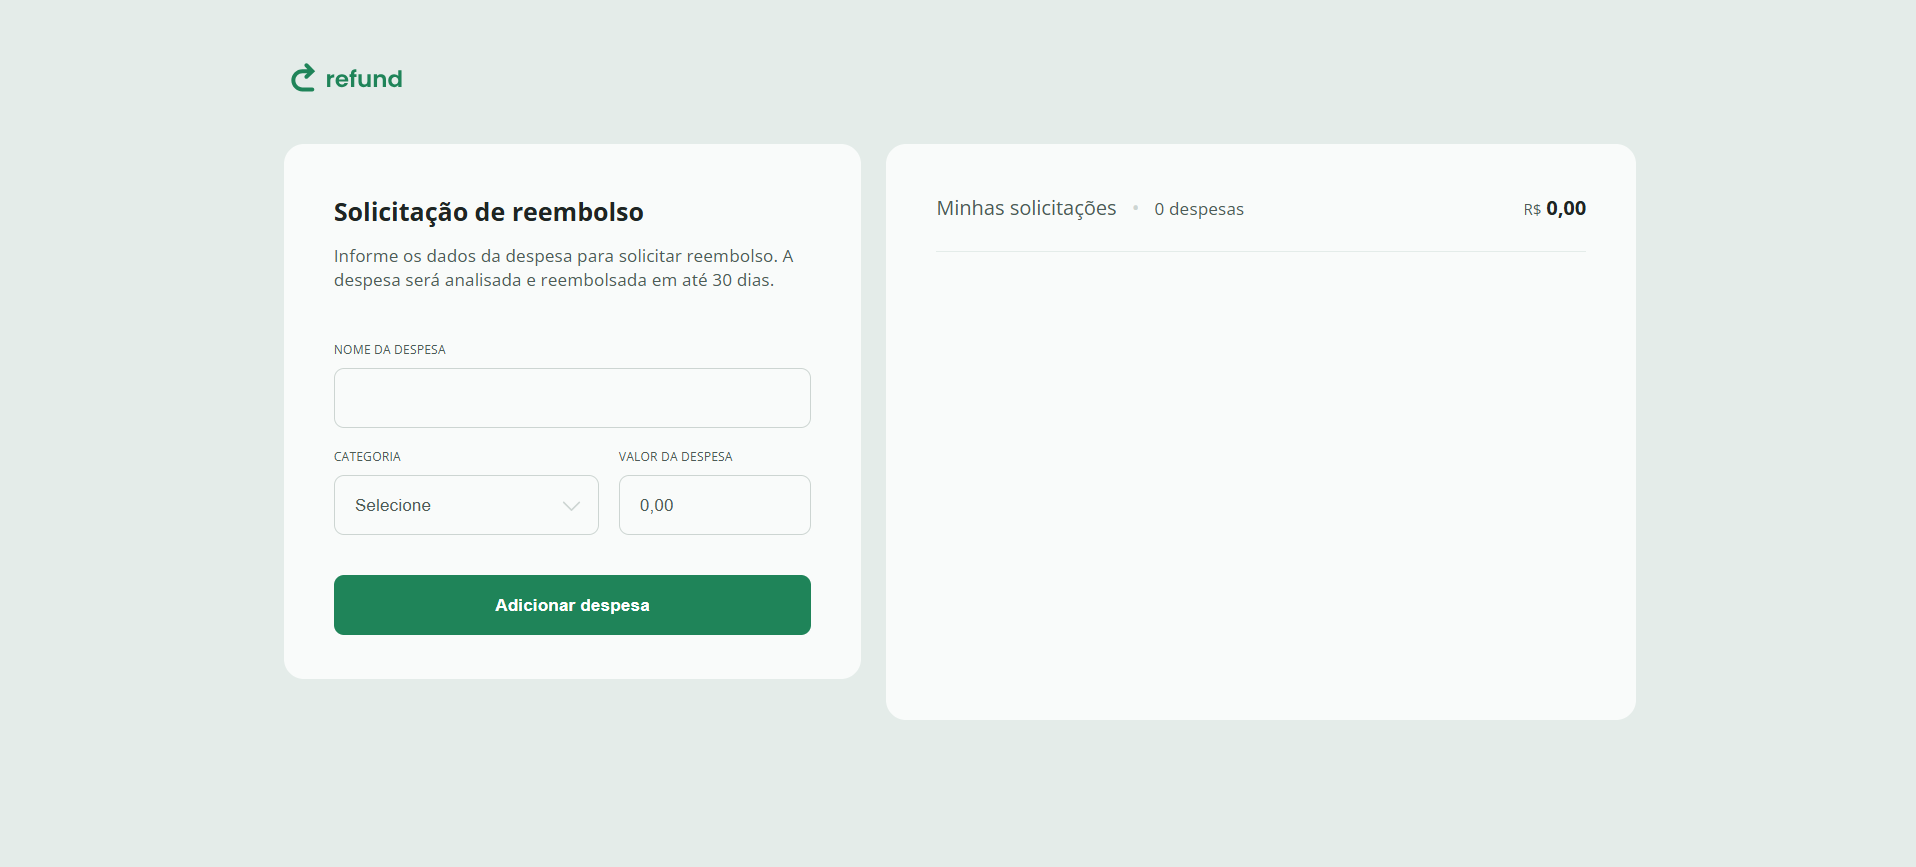 refund
Solicitação de reembolso
Informe os dados da despesa para solicitar reembolso. A
despesa será analisada e reembolsada em até 30 dias.
NOME DA DESPESA
CATEGORIA
VALOR DA DESPESA
Selecione
0,00
Adicionar despesa
Minhas solicitações • 0 despesas
R$ 0,00